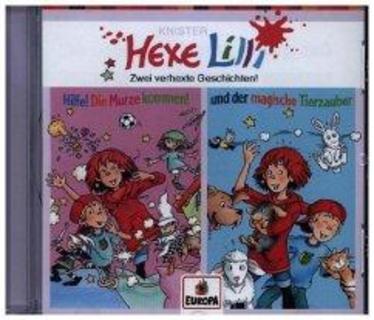 KNISTER
Hexe Lilli
Zwei verhexte Geschichten!
Hilfe! Die Murze kommen!
und der magische Tierzauber
EUROPA